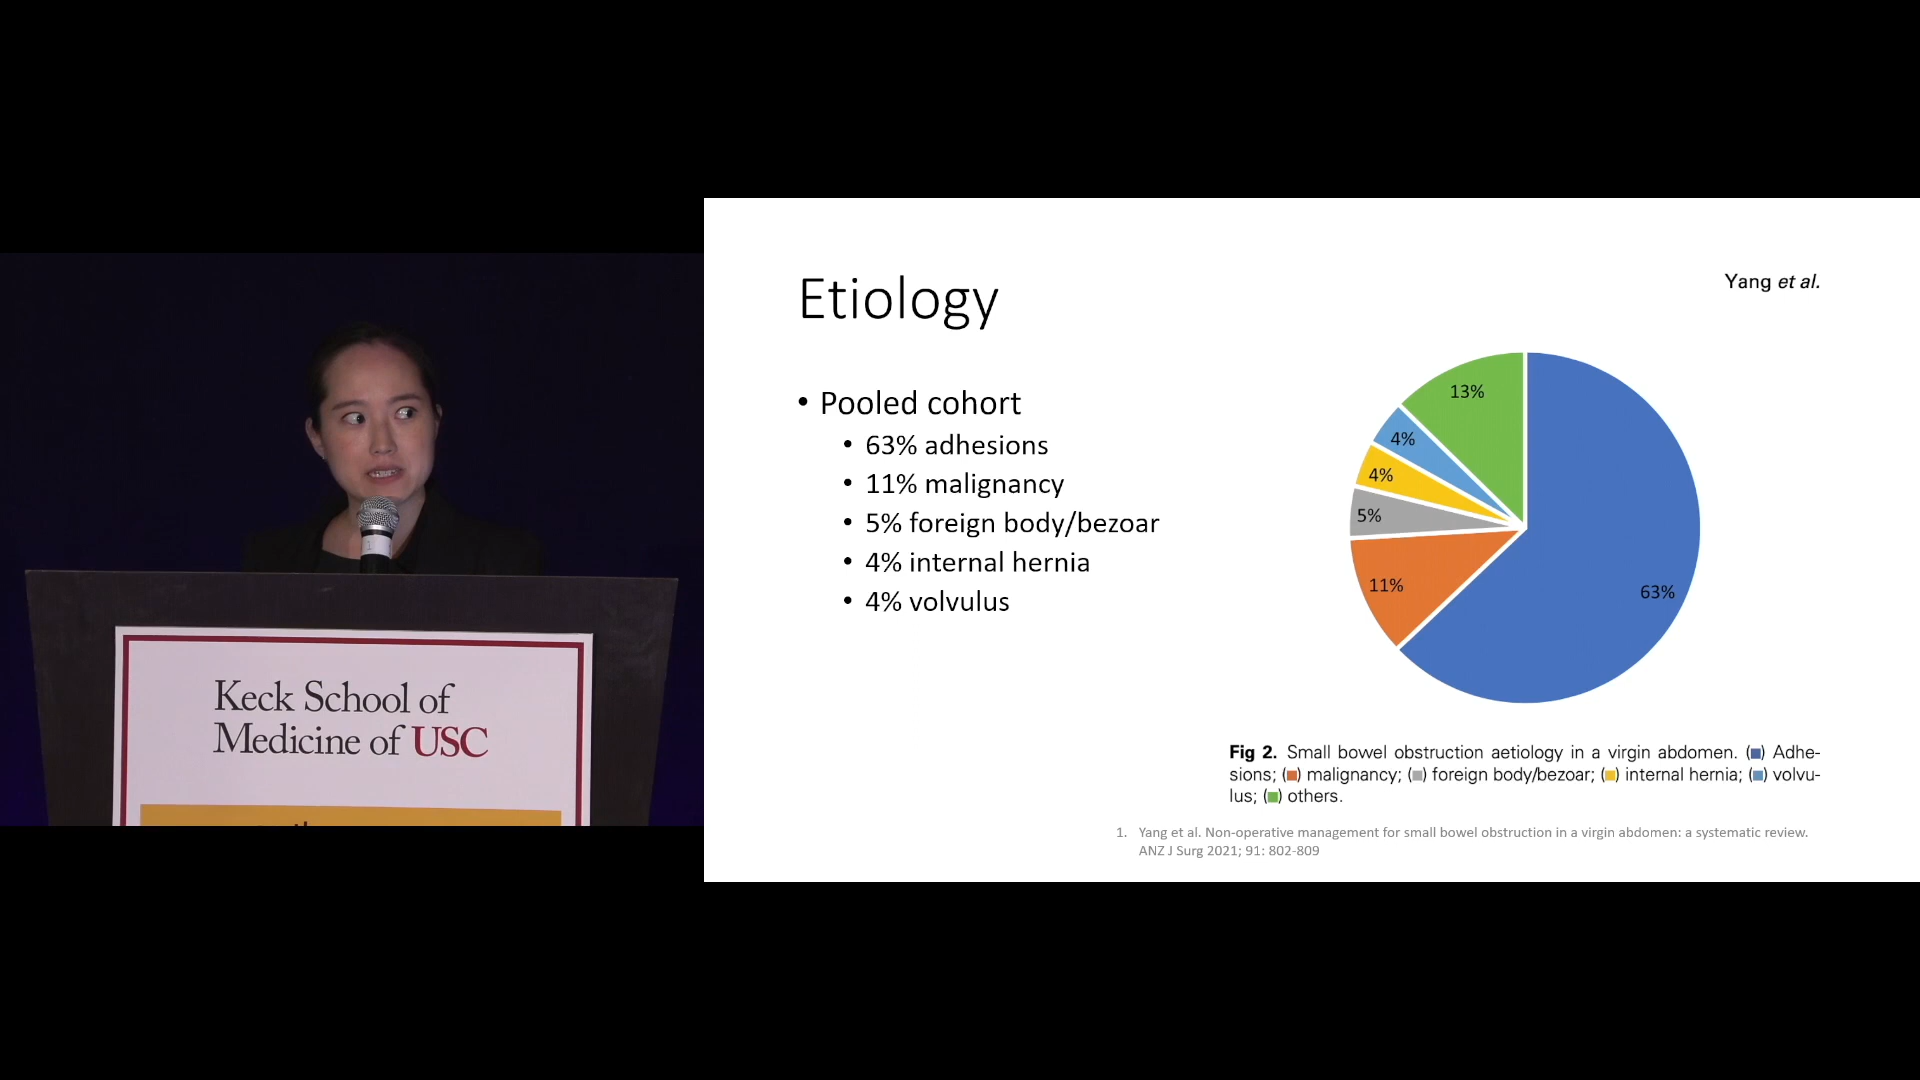 Keck School of
Medicine of USC
Etiology
Yang et al.
• Pooled cohort
• 63% adhesions
• 11% malignancy
• 5% foreign body/bezoar
• 4% internal hernia
• 4% volvulus
13%
4%
4%
5%
11%
63%
Fig 2. Small bowel obstruction aetiology in a virgin abdomen. (■) Adhe-
sions; (■) malignancy; (■) foreign body/bezoar; (■) internal hernia; (■) volvu-
lus; (■) others.
1. Yang et al. Non-operative management for small bowel obstruction in a virgin abdomen: a systematic review.
ANZ J Surg 2021; 91: 802-809